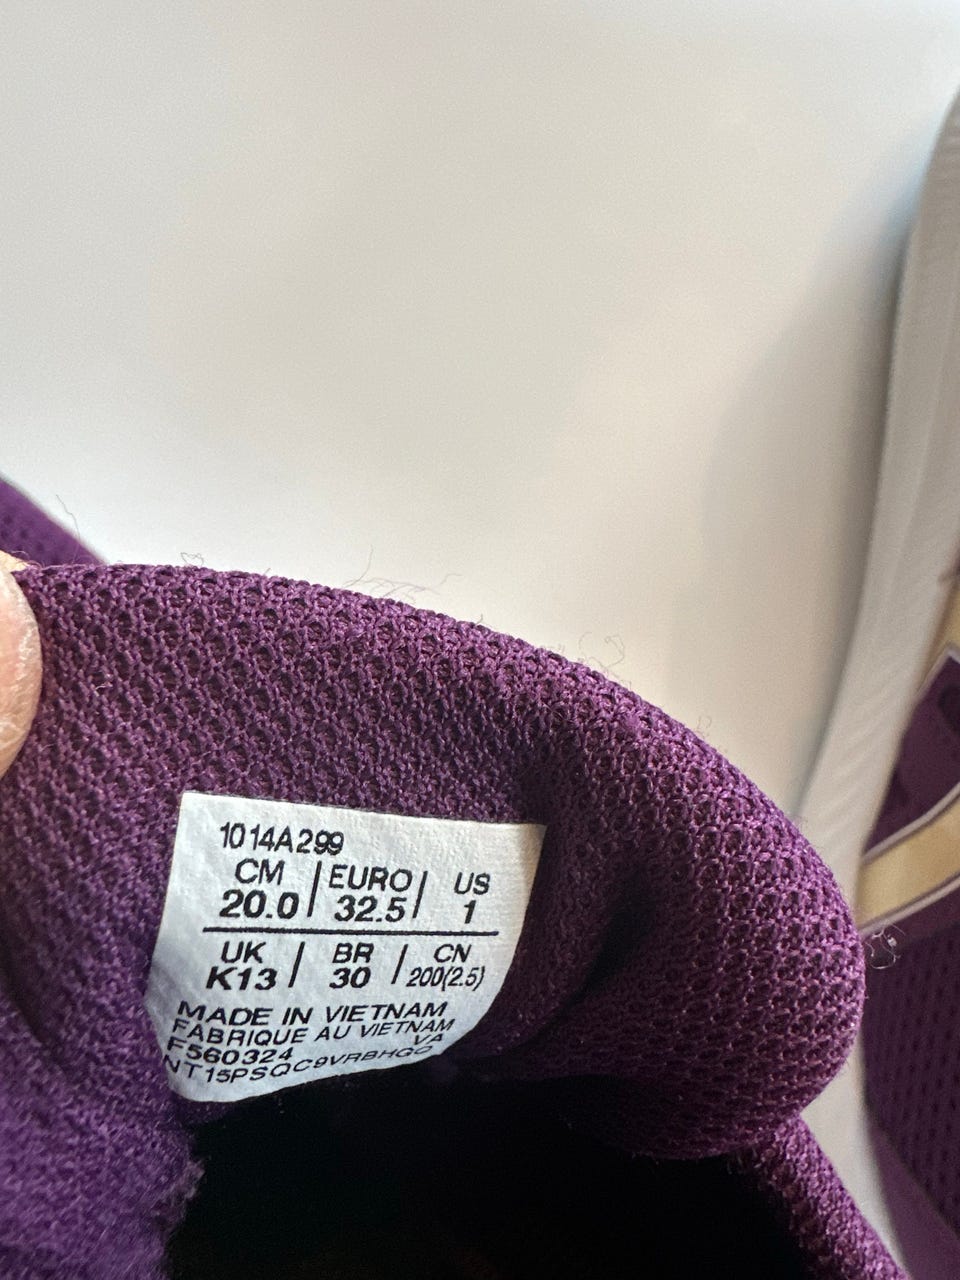 1014A299
CM | EURO | US
20.0 | 32.5 | 1
UK | BR | CN
K13 | 30 | 200(2.5)
MADE IN VIETNAM
FABRIQUE AU VIETNAM
F560324 VA
NT15PSQC9VRBHGO